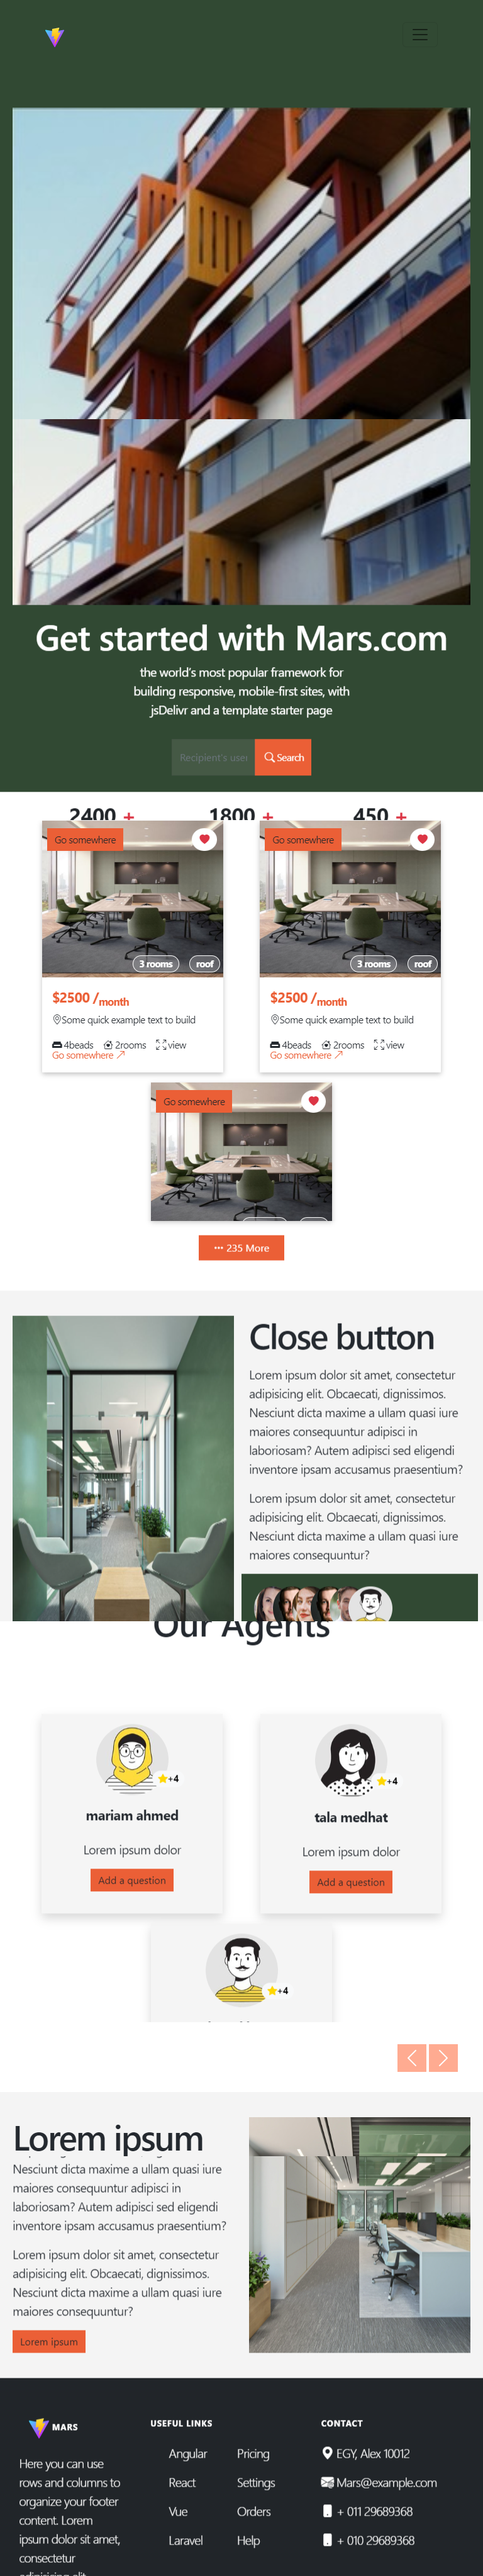 Get started with Mars.com
the world's most popular framework for
building responsive, mobile-first sites, with
jsDelivr and a template starter page
Recipient's user
Search
2400 + 1800 + 450 +
Go somewhere
3 rooms roof
$2500 /month
Some quick example text to build
4beads 2rooms view
Go somewhere
Go somewhere
3 rooms roof
$2500 /month
Some quick example text to build
4beads 2rooms view
Go somewhere
Go somewhere
••• 235 More
Close button
Lorem ipsum dolor sit amet, consectetur
adipisicing elit. Obcaecati, dignissimos.
Nesciunt dicta maxime a ullam quasi iure
maiores consequuntur adipisci in
laboriosam? Autem adipisci sed eligendi
inventore ipsam accusamus praesentium?
Lorem ipsum dolor sit amet, consectetur
adipisicing elit. Obcaecati, dignissimos.
Nesciunt dicta maxime a ullam quasi iure
maiores consequuntur?
Our Agents
+4
mariam ahmed
Lorem ipsum dolor
Add a question
+4
tala medhat
Lorem ipsum dolor
Add a question
+4
Lorem ipsum
Nesciunt dicta maxime a ullam quasi iure
maiores consequuntur adipisci in
laboriosam? Autem adipisci sed eligendi
inventore ipsam accusamus praesentium?
Lorem ipsum dolor sit amet, consectetur
adipisicing elit. Obcaecati, dignissimos.
Nesciunt dicta maxime a ullam quasi iure
maiores consequuntur?
Lorem ipsum
MARS
Here you can use
rows and columns to
organize your footer
content. Lorem
ipsum dolor sit amet,
consectetur
adipisicing elit
USEFUL LINKS
Angular Pricing
React Settings
Vue Orders
Laravel Help
CONTACT
EGY, Alex 10012
Mars@example.com
+ 011 29689368
+ 010 29689368